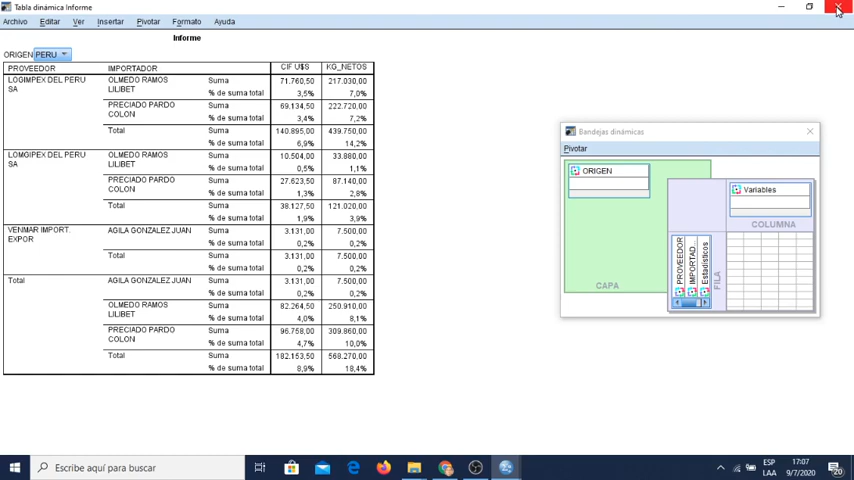 Tabla dinámica Informe
Archivo Editar Ver Insertar Pivotar Formato Ayuda
Informe
ORIGEN PERU
PROVEEDOR IMPORTADOR CIF U$S KG_NETOS
LOGIMPEX DEL PERU OLMEDO RAMOS Suma 71.760,50 217.030,00
SA LILIBET % de suma total 3,5% 7,0%
PRECIADO PARDO Suma 69.134,50 222.720,00
COLON % de suma total 3,4% 7,2%
Total Suma 140.895,00 439.750,00
% de suma total 6,9% 14,2%
LOMGIPEX DEL PERU OLMEDO RAMOS Suma 10.504,00 33.880,00
SA LILIBET % de suma total 0,5% 1,1%
PRECIADO PARDO Suma 27.623,50 87.140,00
COLON % de suma total 1,3% 2,8%
Total Suma 38.127,50 121.020,00
% de suma total 1,9% 3,9%
VENMAR IMPORT. AGILA GONZALEZ JUAN Suma 3.131,00 7.500,00
EXPOR % de suma total 0,2% 0,2%
Total Suma 3.131,00 7.500,00
% de suma total 0,2% 0,2%
Total AGILA GONZALEZ JUAN Suma 3.131,00 7.500,00
% de suma total 0,2% 0,2%
OLMEDO RAMOS Suma 82.264,50 250.910,00
LILIBET % de suma total 4,0% 8,1%
PRECIADO PARDO Suma 96.758,00 309.860,00
COLON % de suma total 4,7% 10,0%
Total Suma 182.153,50 568.270,00
% de suma total 8,9% 18,4%
Bandejas dinámicas
Pivotar
ORIGEN
CAPA
Variables
COLUMNA
PROVEEDOR
IMPORTAD...
Estadísticos
FILA
Escribe aquí para buscar
ESP
LAA
17:07
9/7/2020
20